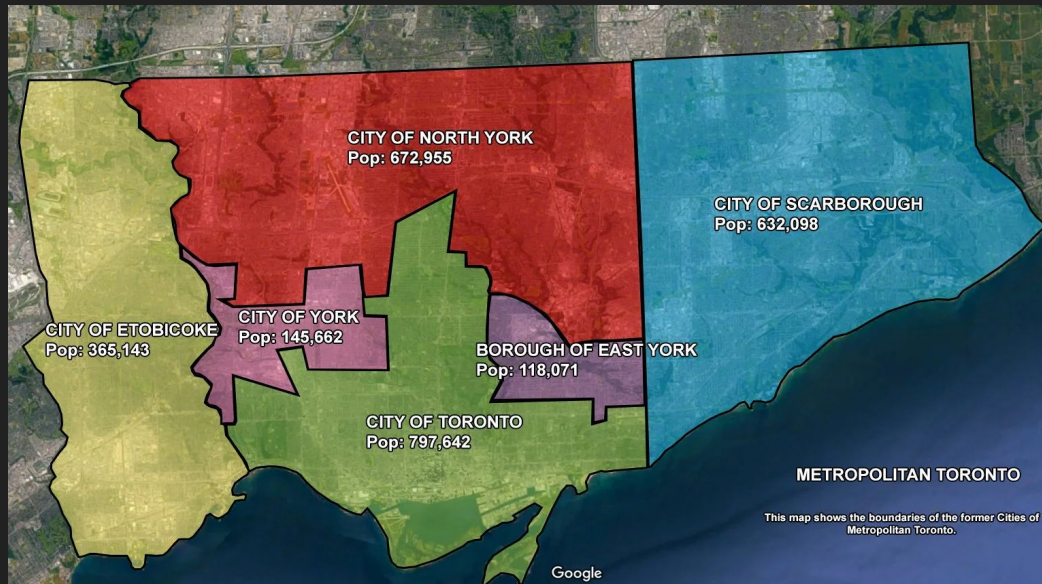 CITY OF NORTH YORK
Pop: 672,955
CITY OF SCARBOROUGH
Pop: 632,098
CITY OF ETOBICOKE
Pop: 365,143
CITY OF YORK
Pop: 145,662
BOROUGH OF EAST YORK
Pop: 118,071
CITY OF TORONTO
Pop: 797,642
METROPOLITAN TORONTO
This map shows the boundaries of the former Cities of
Metropolitan Toronto.
Google